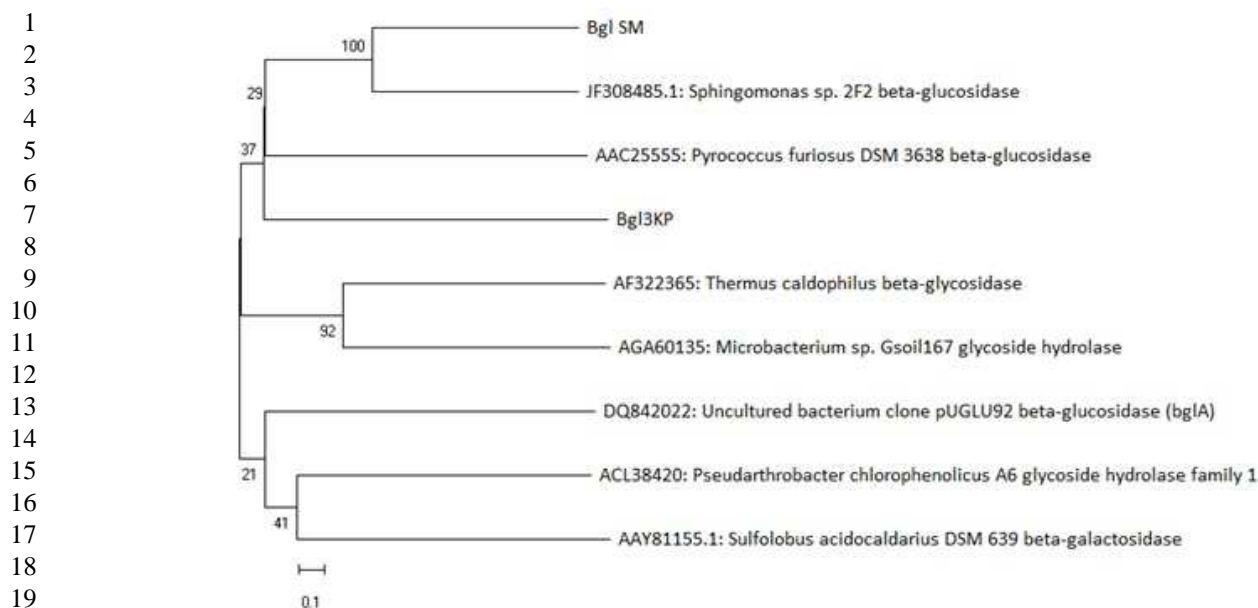 1
Bgl SM
2
100
3
29
JF308485.1: Sphingomonas sp. 2F2 beta-glucosidase
4
5
37
AAC25555: Pyrococcus furiosus DSM 3638 beta-glucosidase
6
7
Bgl3KP
8
9
AF322365: Thermus caldophilus beta-glycosidase
10
92
11
AGA60135: Microbacterium sp. Gsoil167 glycoside hydrolase
12
13
DQ842022: Uncultured bacterium clone pUGLU92 beta-glucosidase (bglA)
14
15
21
ACL38420: Pseudarthrobacter chlorophenolicus A6 glycoside hydrolase family 1
16
41
17
AAY81155.1: Sulfolobus acidocaldarius DSM 639 beta-galactosidase
18
19
0.1